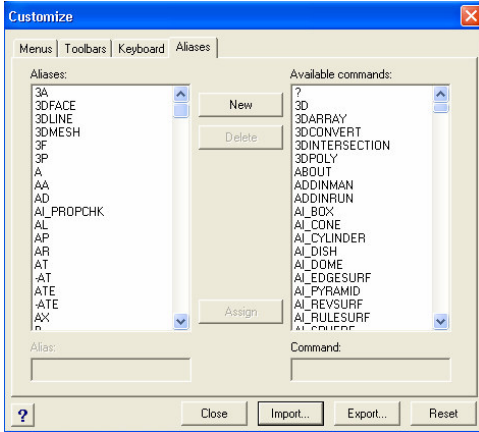 Customize
Menus Toolbars Keyboard Aliases
Aliases:
3A
3DFACE
3DLINE
3DMESH
3F
3P
A
AA
AD
AI_PROPCHK
AL
AP
AR
AT
-AT
ATE
-ATE
AX
New
Delete
Assign
Available commands:
?
3D
3DARRAY
3DCONVERT
3DINTERSECTION
3DPOLY
ABOUT
ADDINMAN
ADDINRUN
AI_BOX
AI_CONE
AI_CYLINDER
AI_DISH
AI_DOME
AI_EDGESURF
AI_PYRAMID
AI_REVSURF
AI_RULESURF
AI_SPHERE
Alias:
Command:
? Close Import... Export... Reset